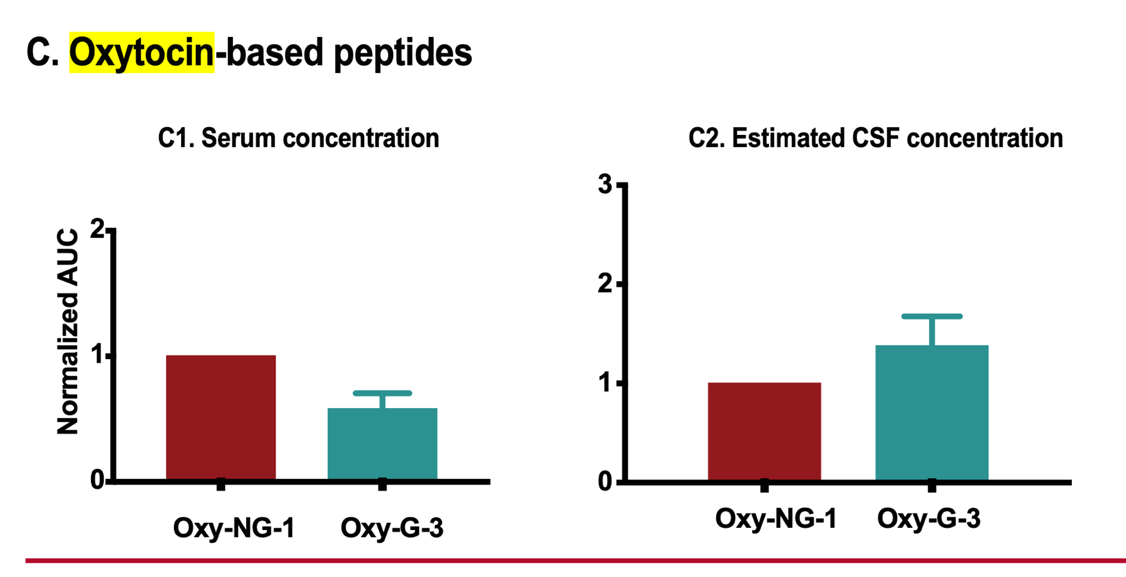 C. Oxytocin-based peptides
C1. Serum concentration
Normalized AUC
2
1
0
Oxy-NG-1 Oxy-G-3
C2. Estimated CSF concentration
3
2
1
0
Oxy-NG-1 Oxy-G-3